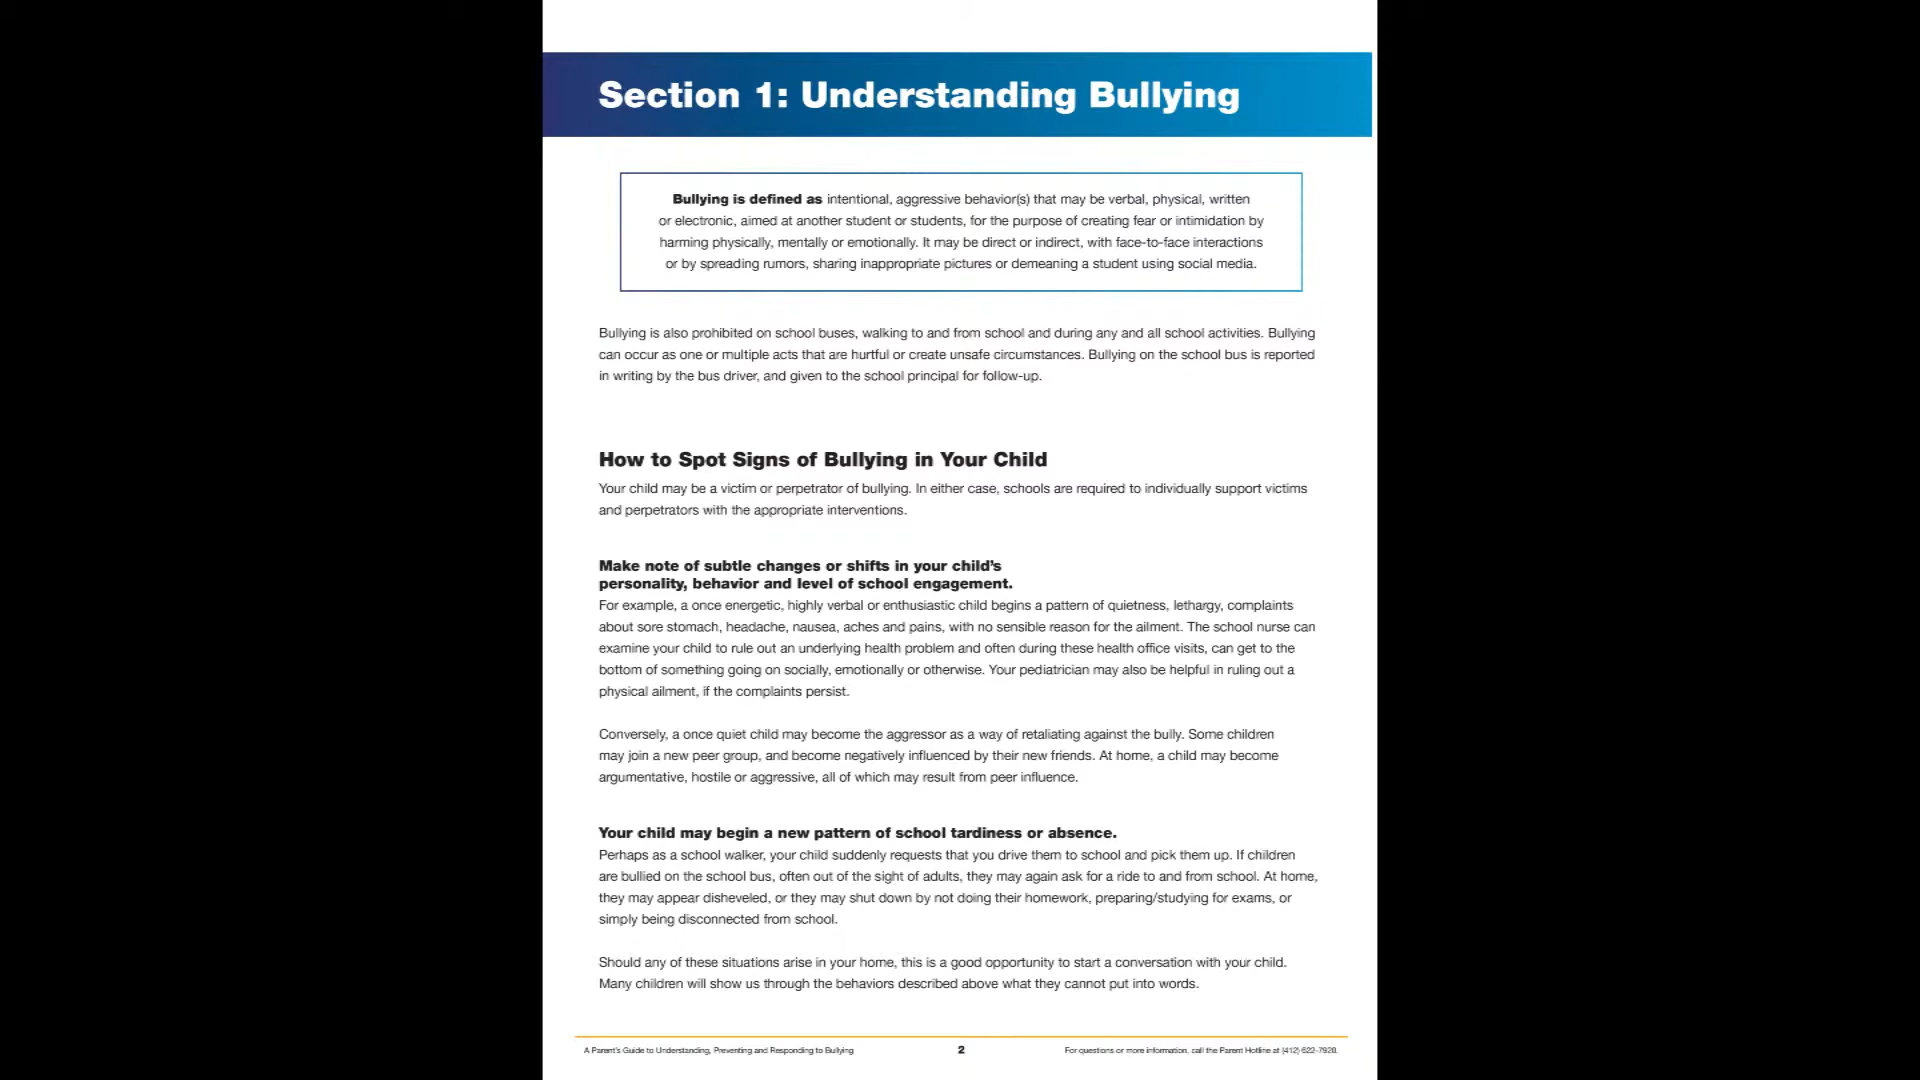 Section 1: Understanding Bullying
Bullying is defined as intentional, aggressive behavior(s) that may be verbal, physical, written
or electronic, aimed at another student or students, for the purpose of creating fear or intimidation by
harming physically, mentally or emotionally. It may be direct or indirect, with face-to-face interactions
or by spreading rumors, sharing inappropriate pictures or demeaning a student using social media.
Bullying is also prohibited on school buses, walking to and from school and during any and all school activities. Bullying
can occur as one or multiple acts that are hurtful or create unsafe circumstances. Bullying on the school bus is reported
in writing by the bus driver, and given to the school principal for follow-up.
How to Spot Signs of Bullying in Your Child
Your child may be a victim or perpetrator of bullying. In either case, schools are required to individually support victims
and perpetrators with the appropriate interventions.
Make note of subtle changes or shifts in your child’s
personality, behavior and level of school engagement.
For example, a once energetic, highly verbal or enthusiastic child begins a pattern of quietness, lethargy, complaints
about sore stomach, headache, nausea, aches and pains, with no sensible reason for the ailment. The school nurse can
examine your child to rule out an underlying health problem and often during these health office visits, can get to the
bottom of something going on socially, emotionally or otherwise. Your pediatrician may also be helpful in ruling out a
physical ailment, if the complaints persist.
Conversely, a once quiet child may become the aggressor as a way of retaliating against the bully. Some children
may join a new peer group, and become negatively influenced by their new friends. At home, a child may become
argumentative, hostile or aggressive, all of which may result from peer influence.
Your child may begin a new pattern of school tardiness or absence.
Perhaps as a school walker, your child suddenly requests that you drive them to school and pick them up. If children
are bullied on the school bus, often out of the sight of adults, they may again ask for a ride to and from school. At home,
they may appear disheveled, or they may shut down by not doing their homework, preparing/studying for exams, or
simply being disconnected from school.
Should any of these situations arise in your home, this is a good opportunity to start a conversation with your child.
Many children will show us through the behaviors described above what they cannot put into words.
A Parent’s Guide to Understanding, Preventing and Responding to Bullying
2
For questions or more information, call the Parent Hotline at (412) 622-7920.